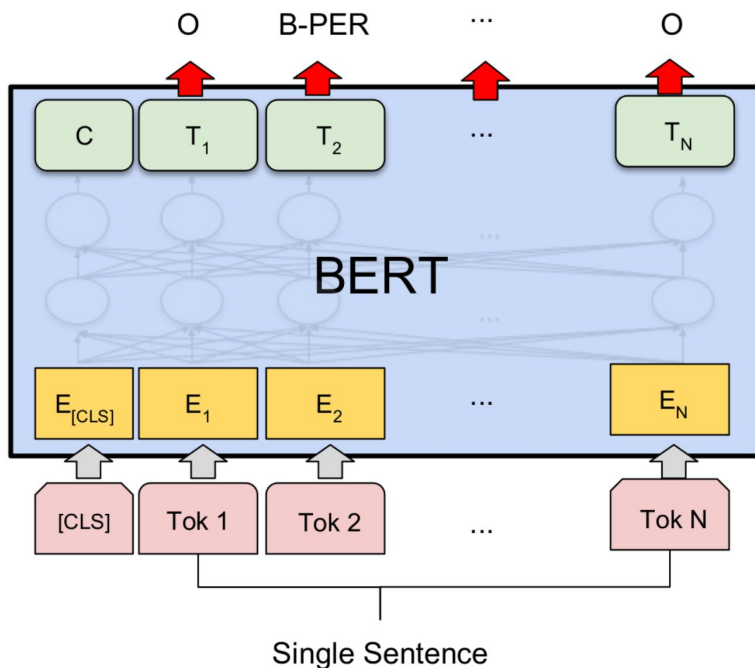 O B-PER ... O
C T1 T2 ... TN
...
BERT
...
E[CLS] E1 E2 ... EN
[CLS] Tok 1 Tok 2 ... Tok N
Single Sentence